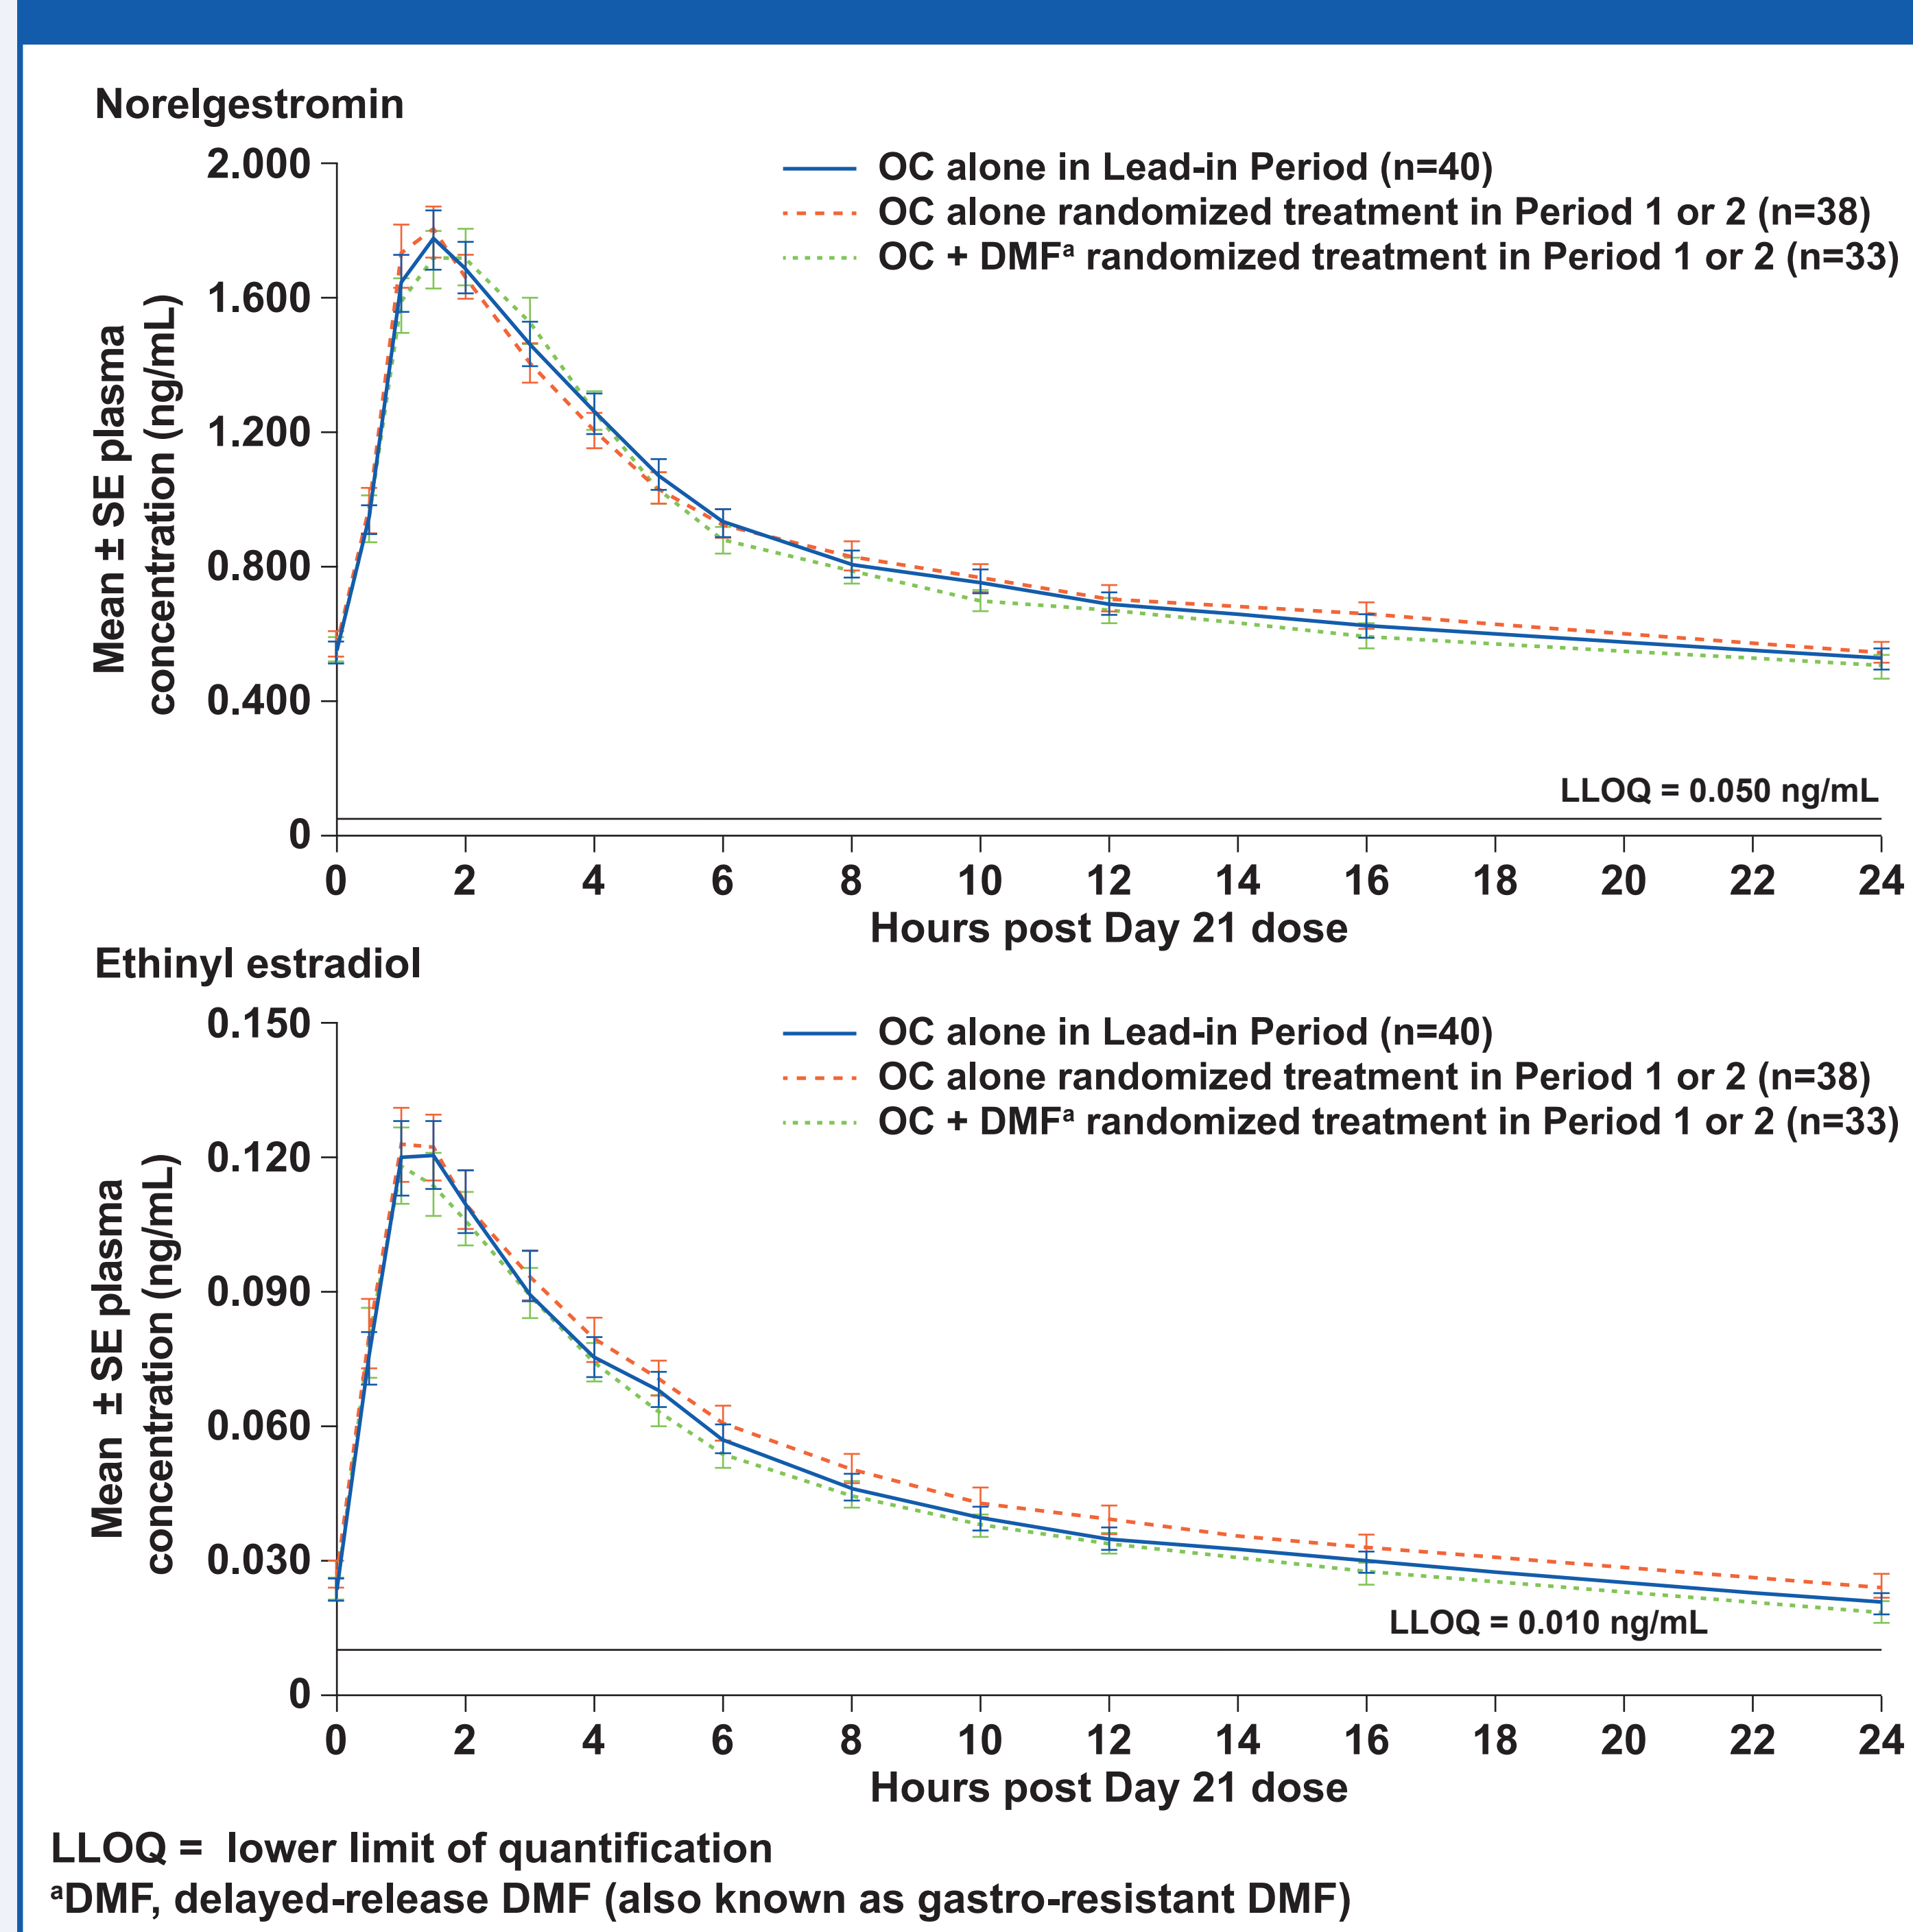 Norelgestromin
Mean ± SE plasma
concentration (ng/mL)
2.000
1.600
1.200
0.800
0.400
0
OC alone in Lead-in Period (n=40)
OC alone randomized treatment in Period 1 or 2 (n=38)
OC + DMFᵃ randomized treatment in Period 1 or 2 (n=33)
LLOQ = 0.050 ng/mL
0 2 4 6 8 10 12 14 16 18 20 22 24
Hours post Day 21 dose
Ethinyl estradiol
Mean ± SE plasma
concentration (ng/mL)
0.150
0.120
0.090
0.060
0.030
0
OC alone in Lead-in Period (n=40)
OC alone randomized treatment in Period 1 or 2 (n=38)
OC + DMFᵃ randomized treatment in Period 1 or 2 (n=33)
LLOQ = 0.010 ng/mL
0 2 4 6 8 10 12 14 16 18 20 22 24
Hours post Day 21 dose
LLOQ = lower limit of quantification
ᵃDMF, delayed-release DMF (also known as gastro-resistant DMF)